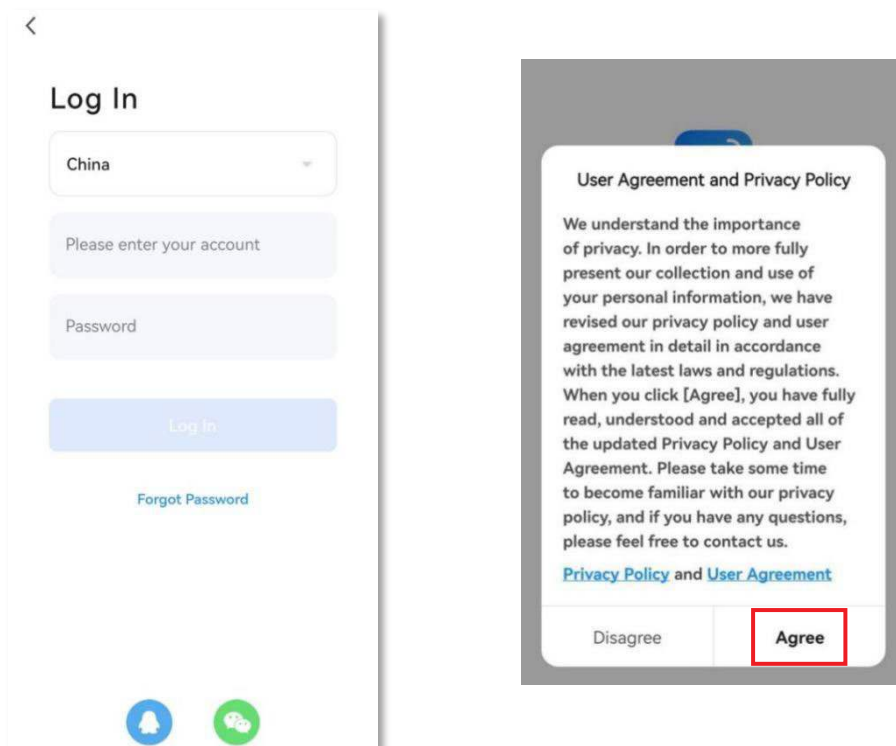 Log In
China
Please enter your account
Password
Log In
Forgot Password
User Agreement and Privacy Policy
We understand the importance
of privacy. In order to more fully
present our collection and use of
your personal information, we have
revised our privacy policy and user
agreement in detail in accordance
with the latest laws and regulations.
When you click [Agree], you have fully
read, understood and accepted all of
the updated Privacy Policy and User
Agreement. Please take some time
to become familiar with our privacy
policy, and if you have any questions,
please feel free to contact us.
Privacy Policy and User Agreement
Disagree
Agree